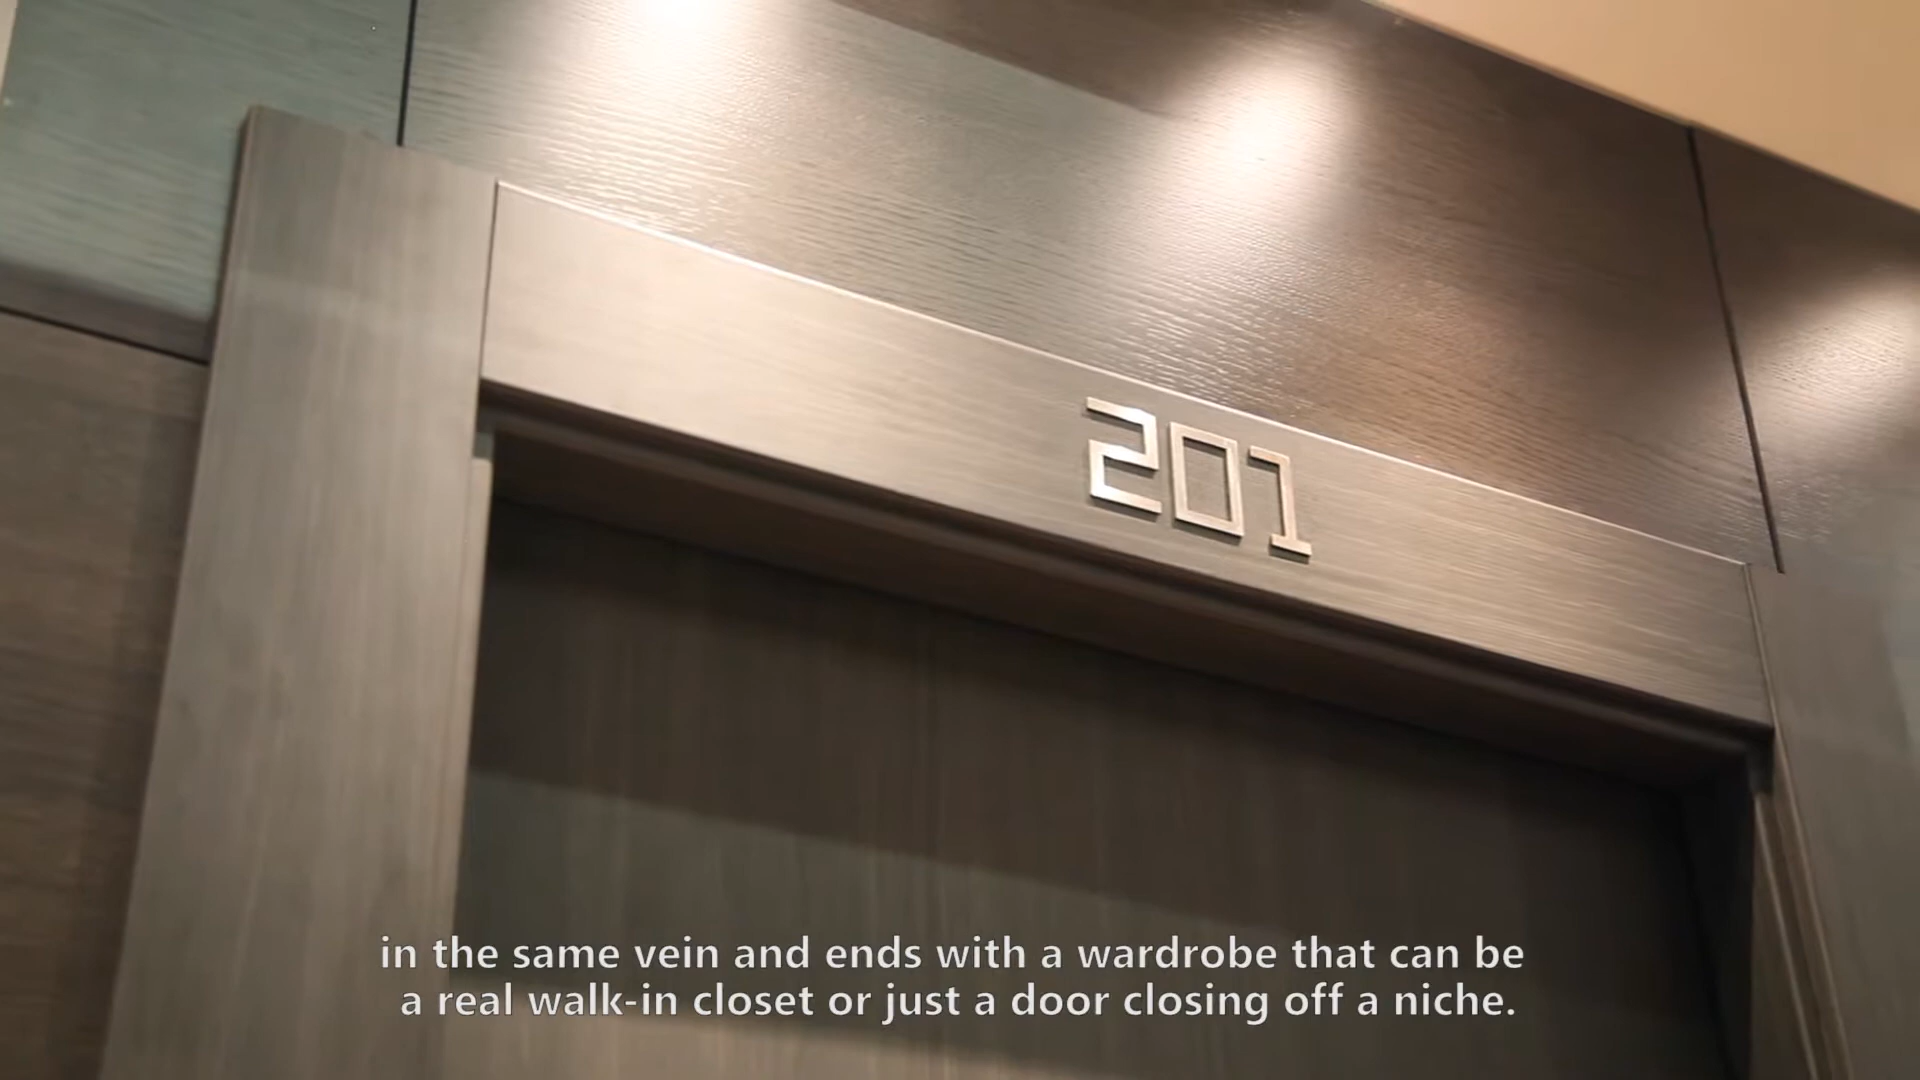 201
in the same vein and ends with a wardrobe that can be
a real walk-in closet or just a door closing off a niche.